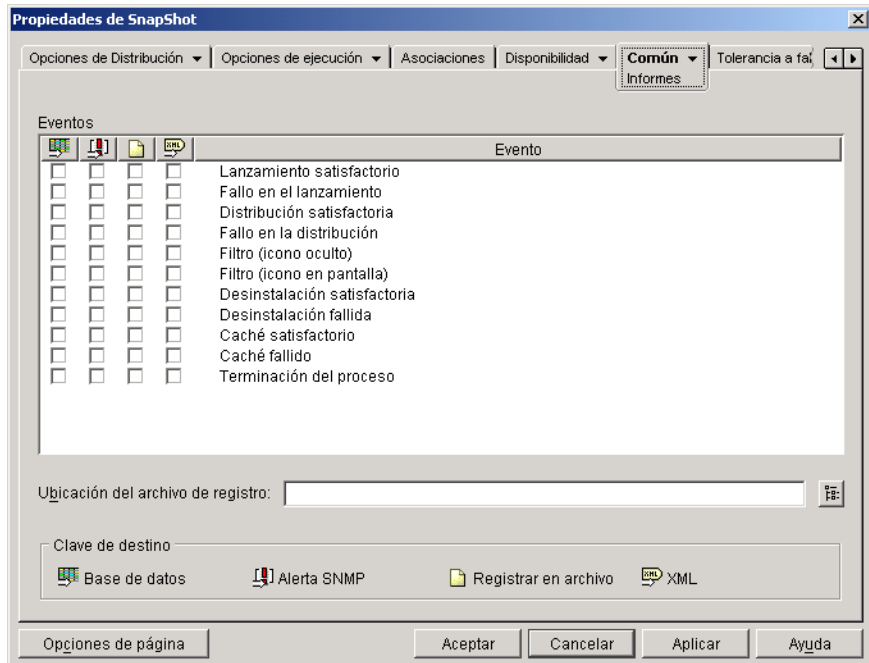 Propiedades de SnapShot
Opciones de Distribución Opciones de ejecución Asociaciones Disponibilidad Común Tolerancia a
Informes
Eventos
XML Evento
Lanzamiento satisfactorio
Fallo en el lanzamiento
Distribución satisfactoria
Fallo en la distribución
Filtro (icono oculto)
Filtro (icono en pantalla)
Desinstalación satisfactoria
Desinstalación fallida
Caché satisfactorio
Caché fallido
Terminación del proceso
Ubicación del archivo de registro:
Clave de destino
Base de datos Alerta SNMP Registrar en archivo XML XML
Opciones de página Aceptar Cancelar Aplicar Ayuda